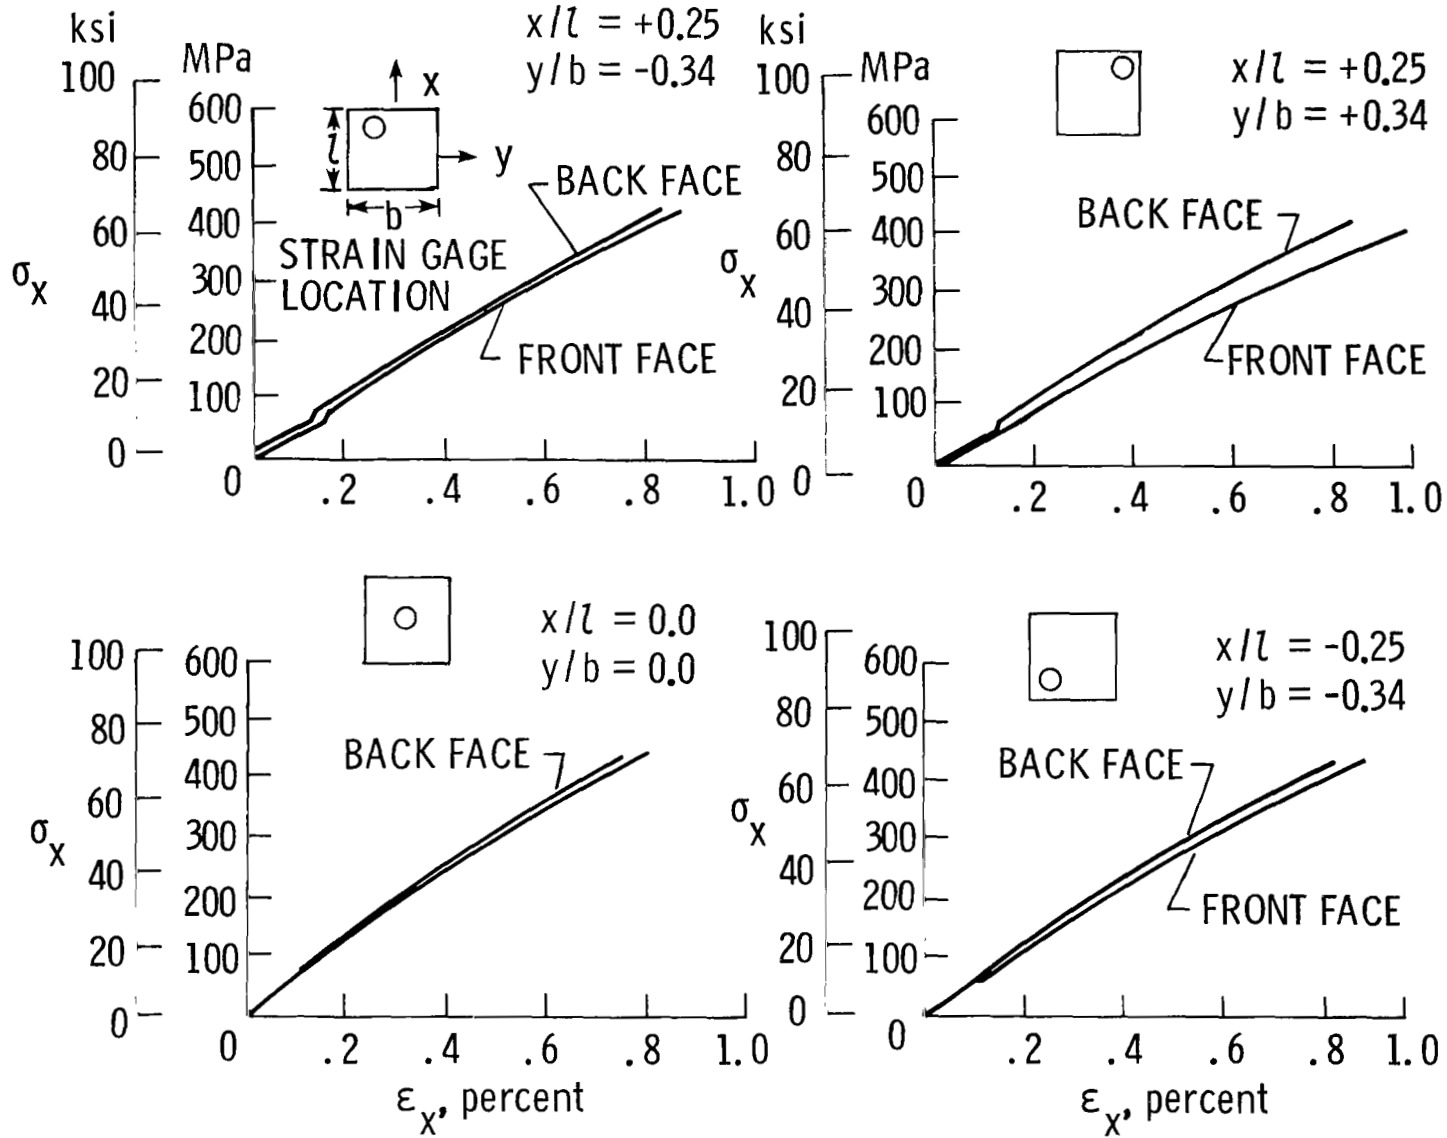 ksi
MPa
x/l = +0.25
y/b = -0.34
100
80
60
40
20
0
600
500
400
300
200
100
σx
x
y
l
b
STRAIN GAGE
LOCATION
BACK FACE
FRONT FACE
0 .2 .4 .6 .8 1.0
ksi
MPa
x/l = +0.25
y/b = +0.34
100
80
60
40
20
0
600
500
400
300
200
100
σx
BACK FACE
FRONT FACE
0 .2 .4 .6 .8 1.0
x/l = 0.0
y/b = 0.0
100
80
60
40
20
0
600
500
400
300
200
100
σx
BACK FACE
0 .2 .4 .6 .8 1.0
εx, percent
x/l = -0.25
y/b = -0.34
100
80
60
40
20
0
600
500
400
300
200
100
σx
BACK FACE
FRONT FACE
0 .2 .4 .6 .8 1.0
εx, percent